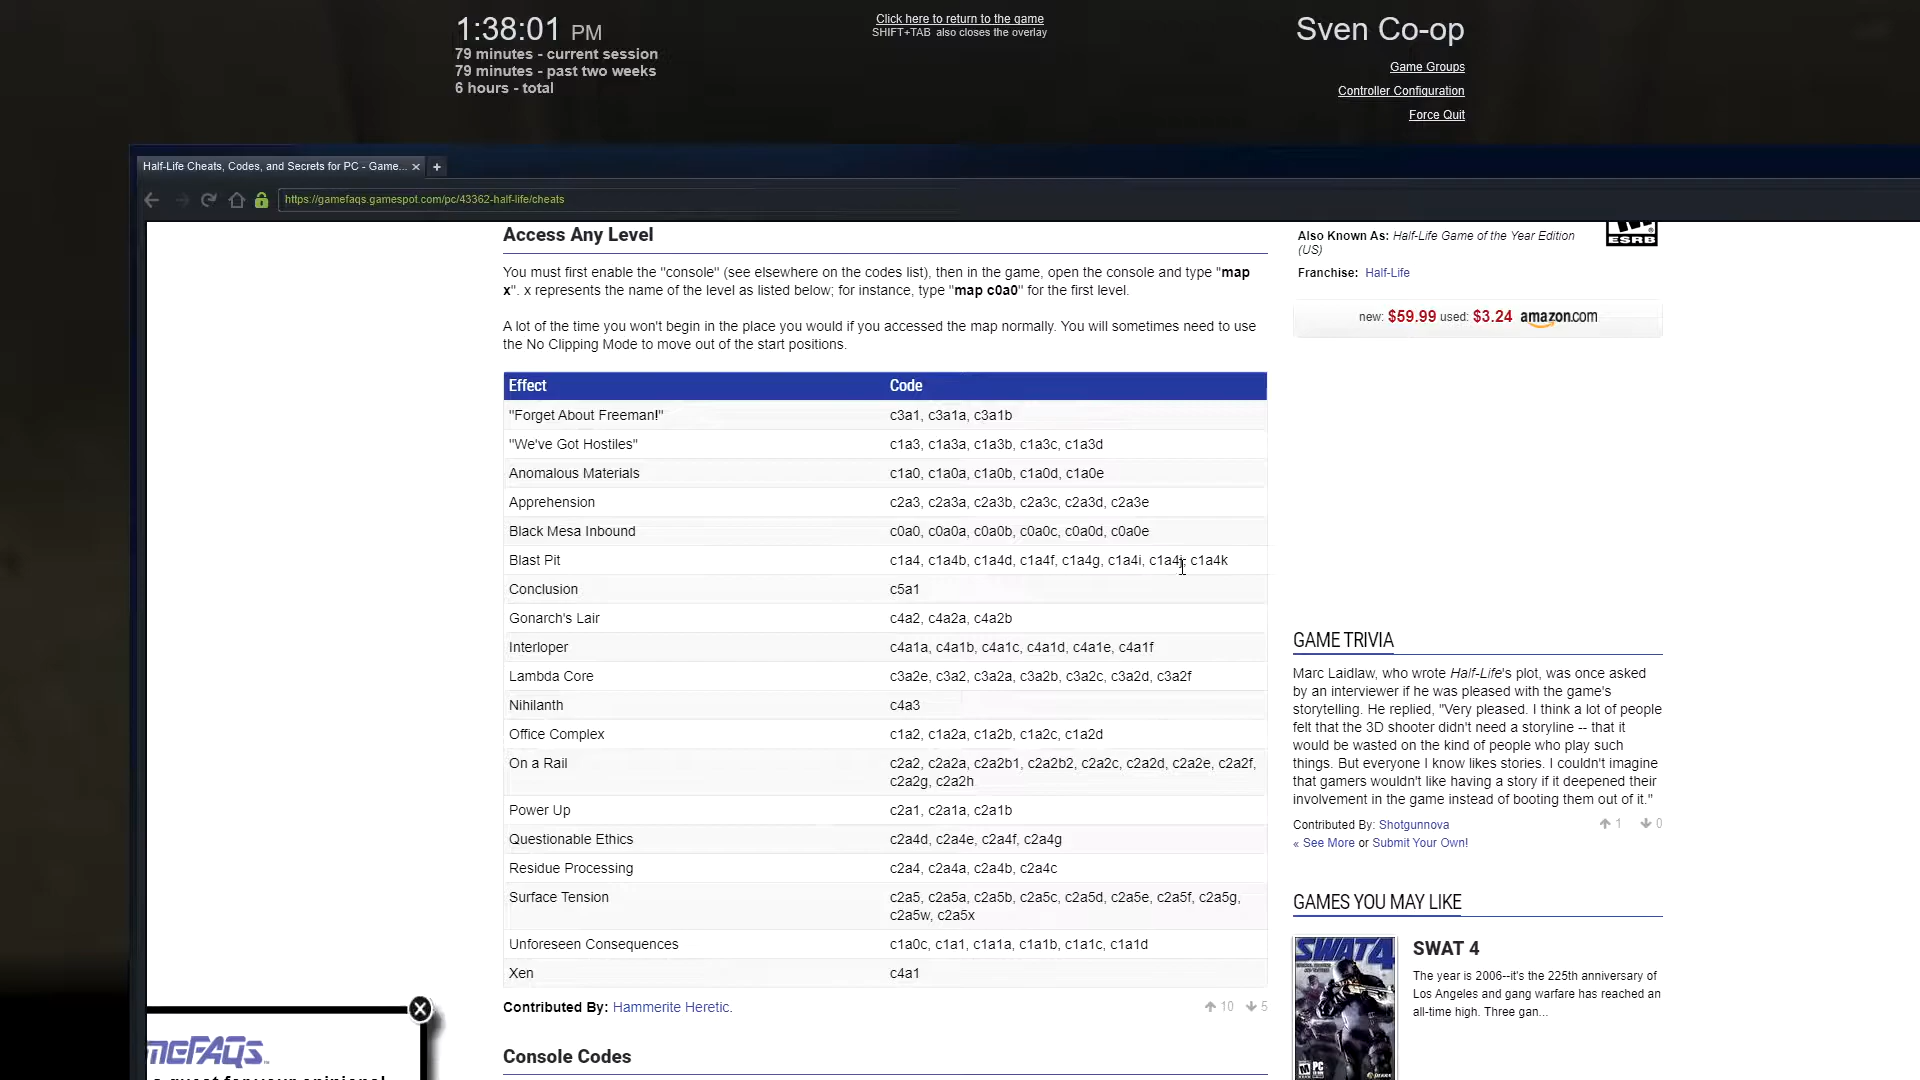 1:38:01 PM
79 minutes - current session
79 minutes - past two weeks
6 hours - total
Click here to return to the game
SHIFT+TAB also closes the overlay
Sven Co-op
Game Groups
Controller Configuration
Force Quit
Half-Life Cheats, Codes, and Secrets for PC - Game...
https://gamefaqs.gamespot.com/pc/43362-half-life/cheats
Access Any Level
You must first enable the "console" (see elsewhere on the codes list), then in the game, open the console and type "map
x". x represents the name of the level as listed below; for instance, type "map c0a0" for the first level.
A lot of the time you won't begin in the place you would if you accessed the map normally. You will sometimes need to use
the No Clipping Mode to move out of the start positions.
Effect Code
"Forget About Freeman!" c3a1, c3a1a, c3a1b
"We've Got Hostiles" c1a3, c1a3a, c1a3b, c1a3c, c1a3d
Anomalous Materials c1a0, c1a0a, c1a0b, c1a0d, c1a0e
Apprehension c2a3, c2a3a, c2a3b, c2a3c, c2a3d, c2a3e
Black Mesa Inbound c0a0, c0a0a, c0a0b, c0a0c, c0a0d, c0a0e
Blast Pit c1a4, c1a4b, c1a4d, c1a4f, c1a4g, c1a4i, c1a4j, c1a4k
Conclusion c5a1
Gonarch's Lair c4a2, c4a2a, c4a2b
Interloper c4a1a, c4a1b, c4a1c, c4a1d, c4a1e, c4a1f
Lambda Core c3a2e, c3a2, c3a2a, c3a2b, c3a2c, c3a2d, c3a2f
Nihilanth c4a3
Office Complex c1a2, c1a2a, c1a2b, c1a2c, c1a2d
On a Rail c2a2, c2a2a, c2a2b1, c2a2b2, c2a2c, c2a2d, c2a2e, c2a2f,
c2a2g, c2a2h
Power Up c2a1, c2a1a, c2a1b
Questionable Ethics c2a4d, c2a4e, c2a4f, c2a4g
Residue Processing c2a4, c2a4a, c2a4b, c2a4c
Surface Tension c2a5, c2a5a, c2a5b, c2a5c, c2a5d, c2a5e, c2a5f, c2a5g,
c2a5w, c2a5x
Unforeseen Consequences c1a0c, c1a1, c1a1a, c1a1b, c1a1c, c1a1d
Xen c4a1
Contributed By: Hammerite Heretic.
10 5
Console Codes
Also Known As: Half-Life Game of the Year Edition
(US)
ESRB
Franchise: Half-Life
new: $59.99 used: $3.24 amazon.com
GAME TRIVIA
Marc Laidlaw, who wrote Half-Life's plot, was once asked
by an interviewer if he was pleased with the game's
storytelling. He replied, "Very pleased. I think a lot of people
felt that the 3D shooter didn't need a storyline -- that it
would be wasted on the kind of people who play such
things. But everyone I know likes stories. I couldn't imagine
that gamers wouldn't like having a story if it deepened their
involvement in the game instead of booting them out of it."
Contributed By: Shotgunnova 1 0
« See More or Submit Your Own!
GAMES YOU MAY LIKE
SWAT 4
SWAT 4
The year is 2006--it's the 225th anniversary of
Los Angeles and gang warfare has reached an
all-time high. Three gan...
PC
meFAQs
a quest for your opinions!